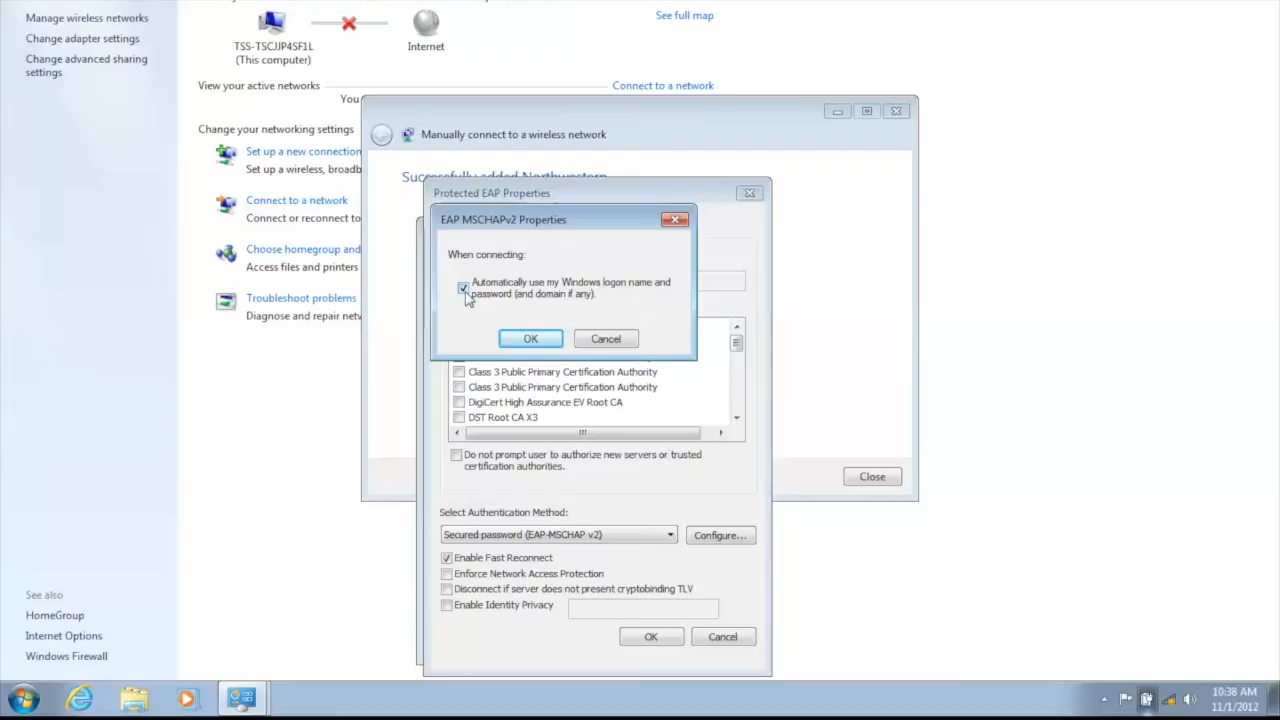 Manage wireless networks
Change adapter settings
Change advanced sharing
settings
See full map
TSS-TSCJJP4SF1L
(This computer)
Internet
View your active networks
Connect to a network
You
Change your networking settings
Set up a new connection
Set up a wireless, broadb
Connect to a network
Connect or reconnect to
Choose homegroup and
Access files and printers
Troubleshoot problems
Diagnose and repair netw
Manually connect to a wireless network
Successfully added Northwestern
Protected EAP Properties
EAP MSCHAPv2 Properties
When connecting:
Automatically use my Windows logon name and
password (and domain if any).
OK
Cancel
Class 3 Public Primary Certification Authority
Class 3 Public Primary Certification Authority
DigiCert High Assurance EV Root CA
DST Root CA X3
Do not prompt user to authorize new servers or trusted
certification authorities.
Close
Select Authentication Method:
Secured password (EAP-MSCHAP v2)
Configure...
Enable Fast Reconnect
Enforce Network Access Protection
Disconnect if server does not present cryptobinding TLV
Enable Identity Privacy
OK
Cancel
See also
HomeGroup
Internet Options
Windows Firewall
10:38 AM
11/1/2012